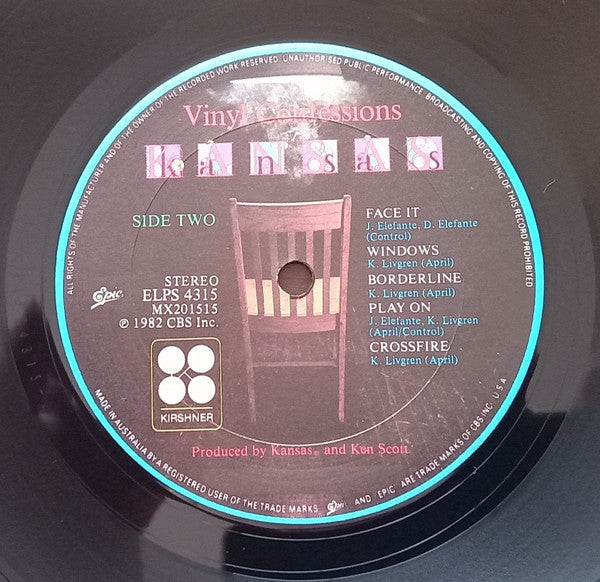 ALL RIGHTS OF THE MANUFACTURER AND OF THE OWNER OF THE RECORDED WORK RESERVED UNAUTHORISED PUBLIC PERFORMANCE BROADCASTING AND COPYING OF THIS RECORD PROHIBITED
Vinyl Confessions
KANSAS
SIDE TWO
STEREO
ELPS 4315
MX201515
℗ 1982 CBS Inc.
Epic
KIRSHNER
FACE IT
J. Elefante, D. Elefante
(Control)
WINDOWS
K. Livgren (April)
BORDERLINE
K. Livgren (April)
PLAY ON
J. Elefante, K. Livgren
(April/Control)
CROSSFIRE
K. Livgren (April)
Produced by Kansas and Ken Scott
MADE IN AUSTRALIA BY A REGISTERED USER OF THE TRADE MARKS Epic AND EPIC ARE TRADE MARKS OF CBS INC. U.S.A.